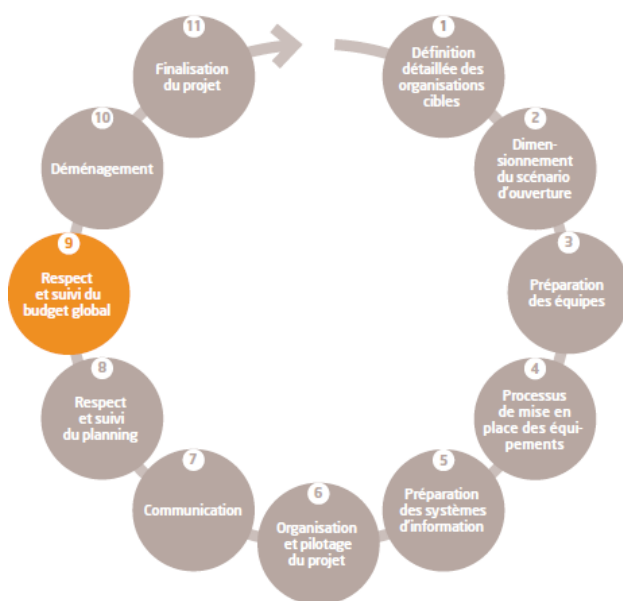 1
Définition
détaillée des
organisations
cibles
2
Dimen-
sionnement
du scénario
d'ouverture
3
Préparation
des équipes
4
Processus
de mise en
place des équi-
pements
5
Préparation
des systèmes
d'information
6
Organisation
et pilotage
du projet
7
Communication
8
Respect
et suivi
du planning
9
Respect
et suivi du
budget global
10
Déménagement
11
Finalisation
du projet